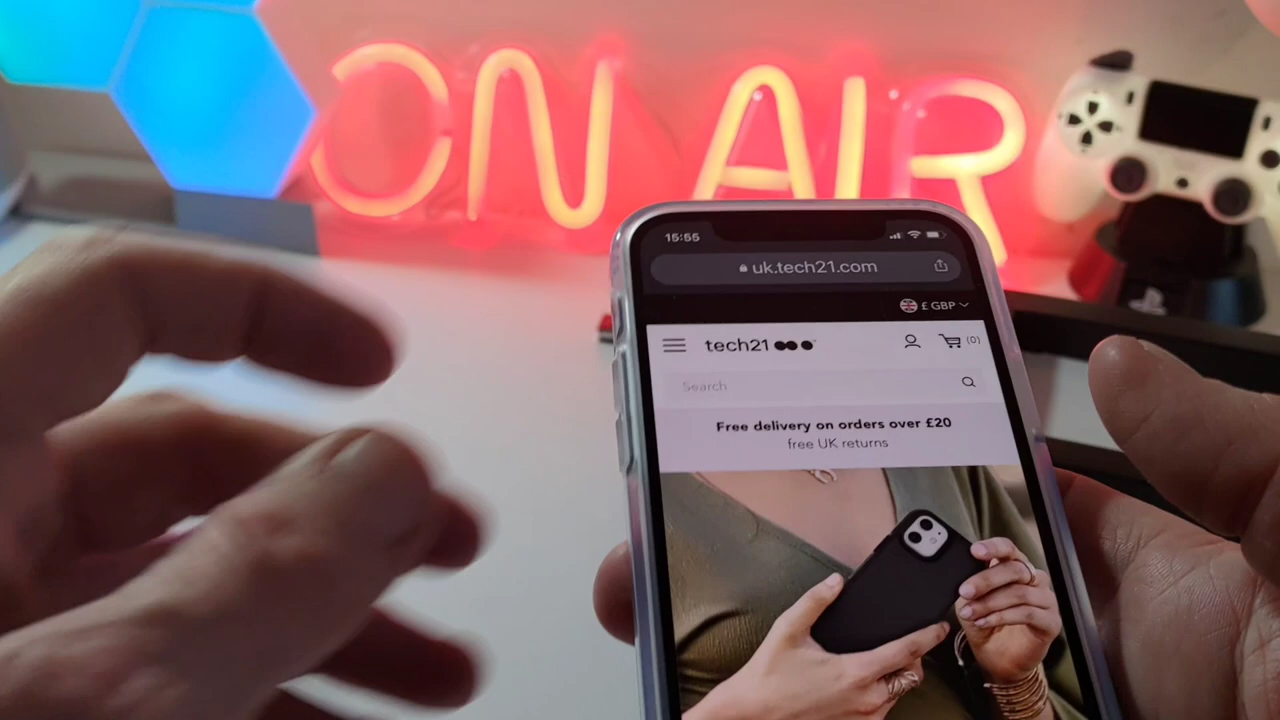 ON AIR
15:55
uk.tech21.com
£ GBP
tech21
(0)
Search
Free delivery on orders over £20
free UK returns